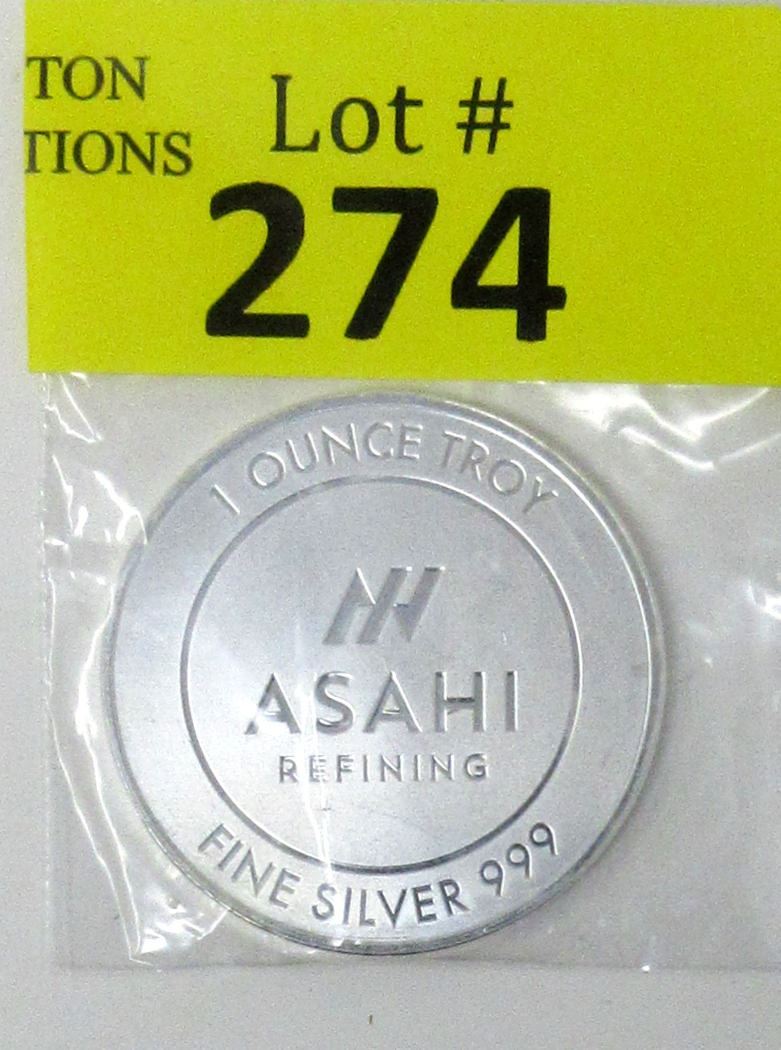 TON
TIONS
Lot #
274
1 OUNCE TROY
ASAHI
REFINING
FINE SILVER 999